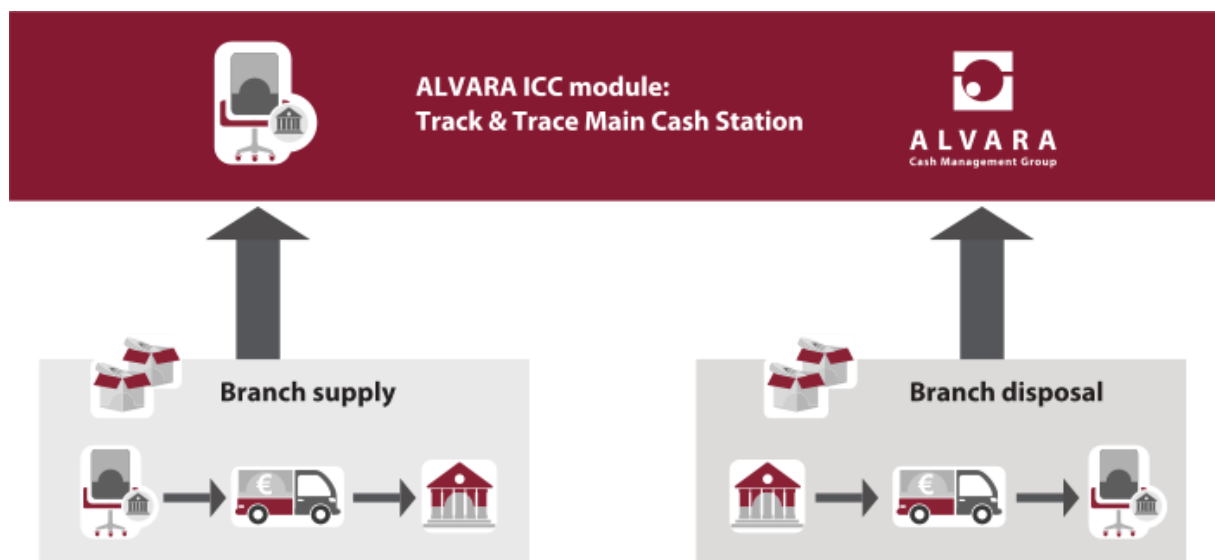 ALVARA ICC module:
Track & Trace Main Cash Station
ALVARA
Cash Management Group
Branch supply
€
Branch disposal
€